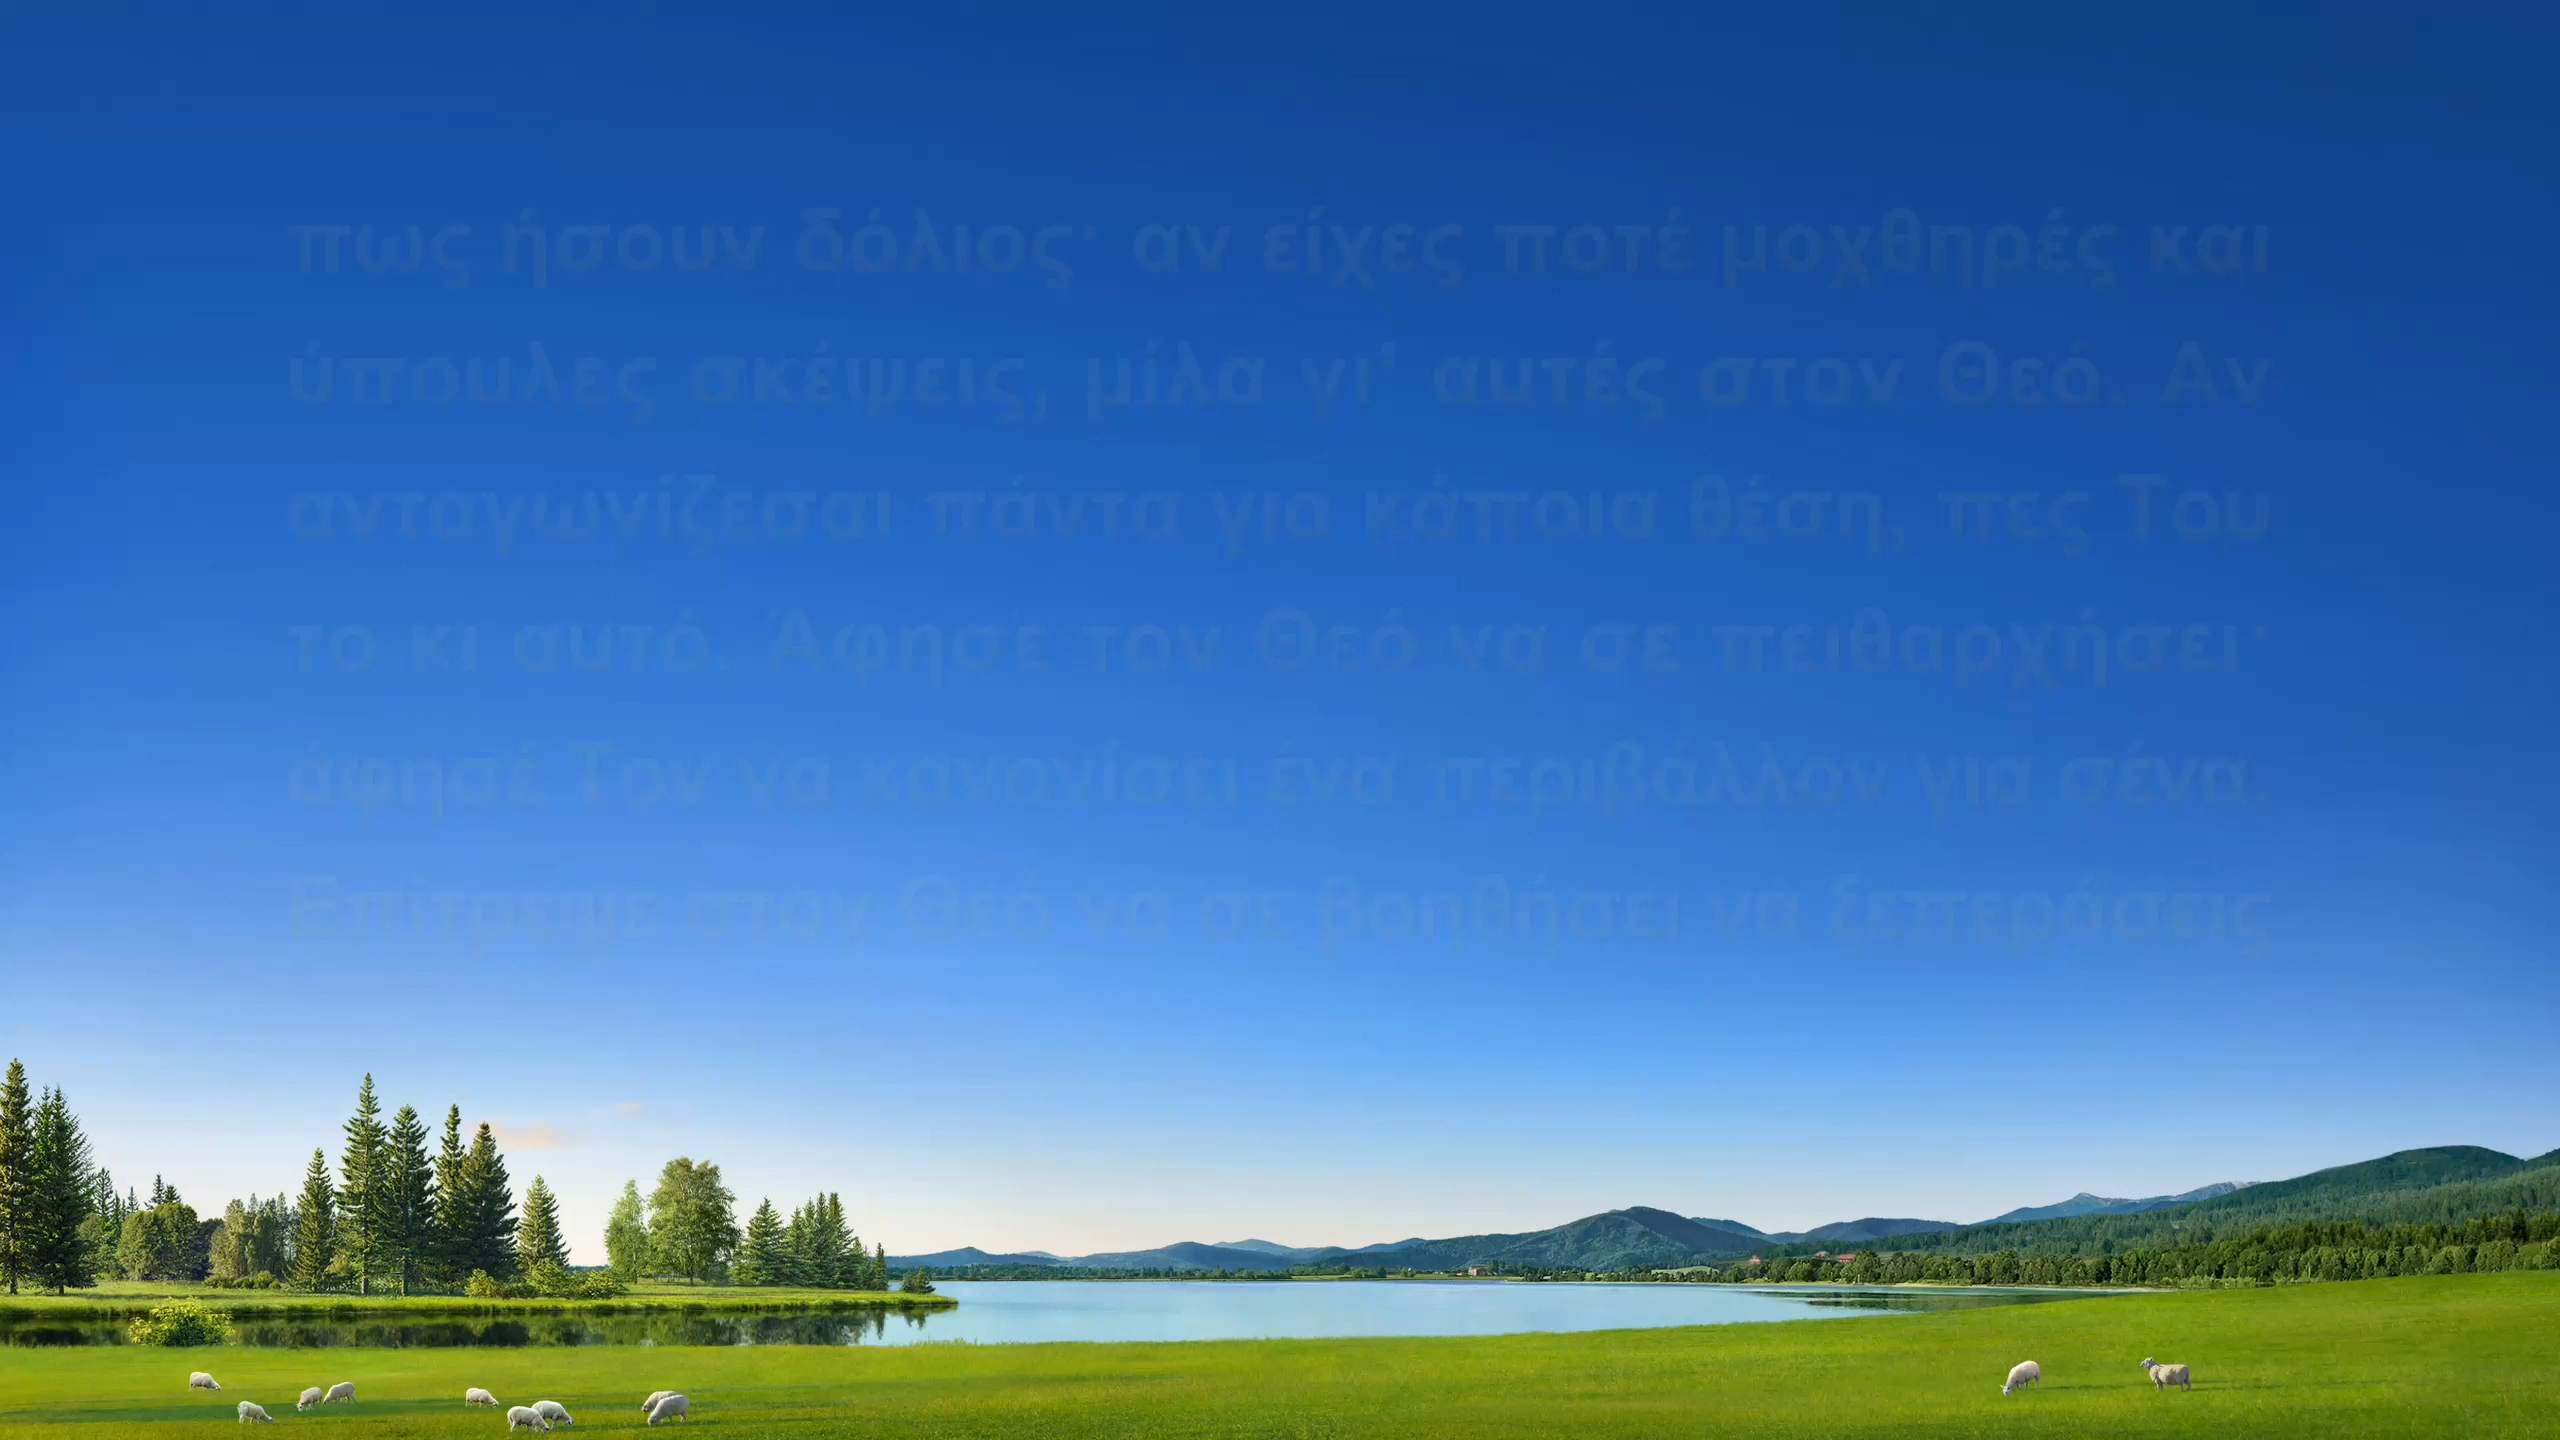 πως ήσουν δόλιος· αν είχες ποτέ μοχθηρές και
ύπουλες σκέψεις, μίλα γι' αυτές στον Θεό. Αν
ανταγωνίζεσαι πάντα για κάποια θέση, πες Του
το κι αυτό. Άφησε τον Θεό να σε πειθαρχήσει·
άφησέ Τον να κανονίσει ένα περιβάλλον για σένα.
Επίτρεψε στον Θεό να σε βοηθήσει να ξεπεράσεις